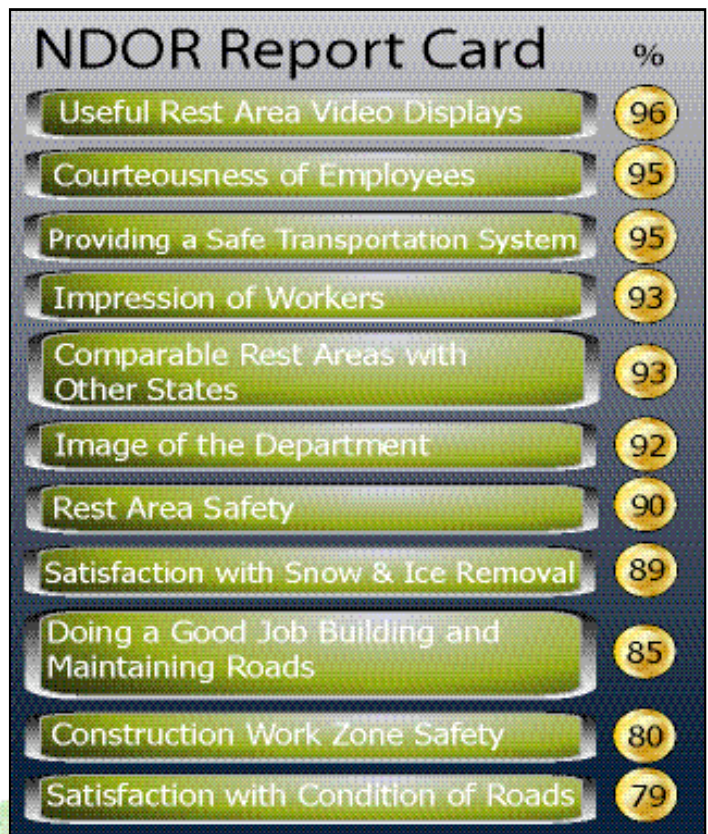 NDOR Report Card %
Useful Rest Area Video Displays 96
Courteousness of Employees 95
Providing a Safe Transportation System 95
Impression of Workers 93
Comparable Rest Areas with
Other States 93
Image of the Department 92
Rest Area Safety 90
Satisfaction with Snow & Ice Removal 89
Doing a Good Job Building and
Maintaining Roads 85
Construction Work Zone Safety 80
Satisfaction with Condition of Roads 79